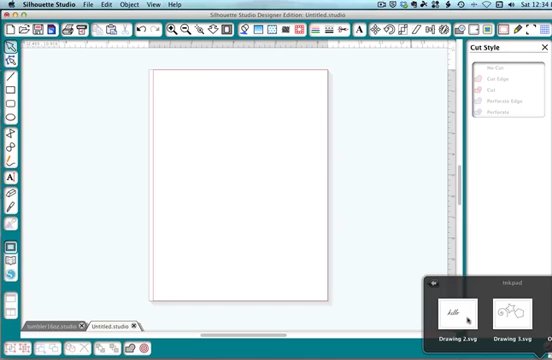 Silhouette Studio File Edit Object View Help Sat 12:34
Silhouette Studio Designer Edition: Untitled.studio
Cut Style
No Cut
Cut Edge
Cut
Perforate Edge
Perforate
Inkpad
hello
Drawing 2.svg
Drawing 3.svg
Untitled.studio